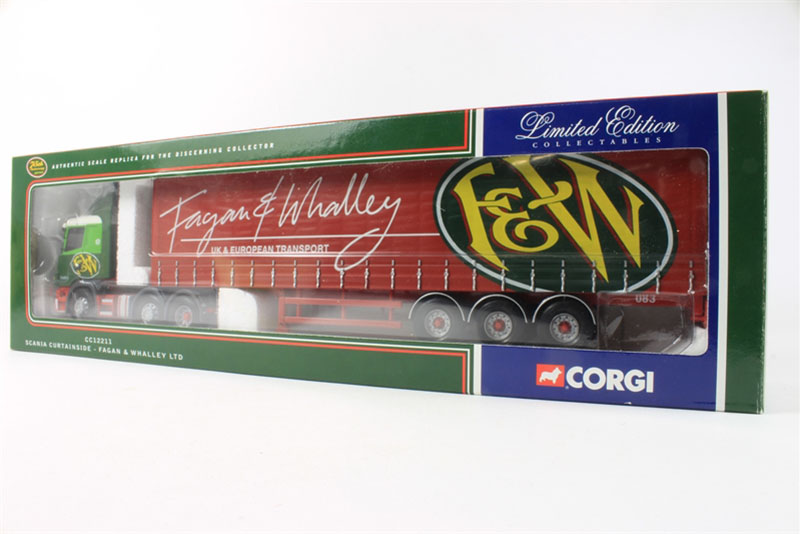 AUTHENTIC SCALE REPLICA FOR THE DISCERNING COLLECTOR
Limited Edition
COLLECTABLES
Fagan & Whalley
UK & EUROPEAN TRANSPORT
F&W
F&W
083
CC12211
SCANIA CURTAINSIDE - FAGAN & WHALLEY LTD
CORGI